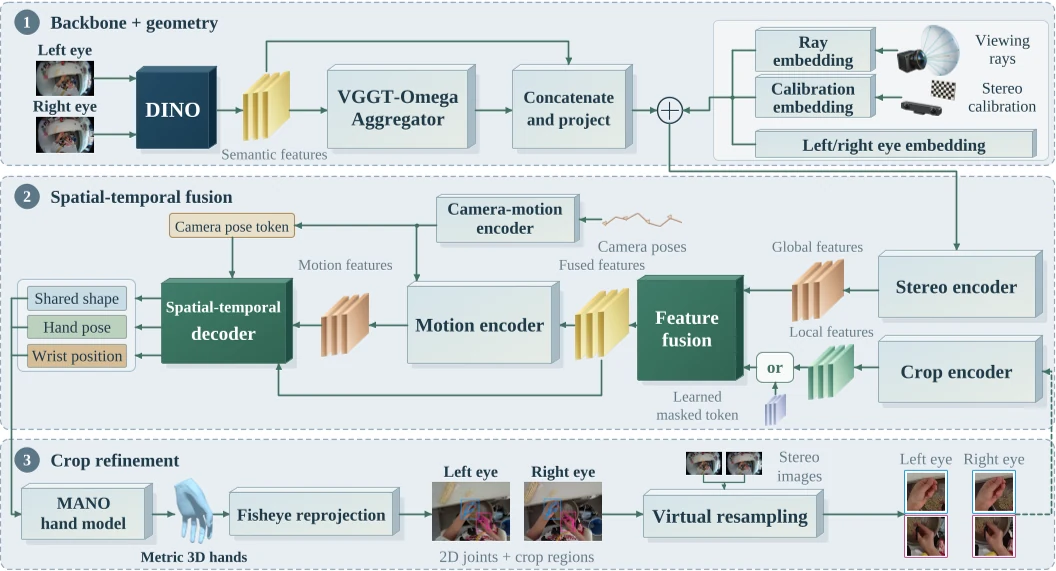 1 Backbone + geometry
Left eye
Right eye
DINO
Semantic features
VGGT-Omega
Aggregator
Concatenate
and project
Ray
embedding
Viewing
rays
Calibration
embedding
Stereo
calibration
Left/right eye embedding
2 Spatial-temporal fusion
Camera pose token
Camera-motion
encoder
Camera poses
Motion features
Fused features
Global features
Shared shape
Hand pose
Wrist position
Spatial-temporal
decoder
Motion encoder
Feature
fusion
Stereo encoder
Local features
or
Crop encoder
Learned
masked token
3 Crop refinement
MANO
hand model
Metric 3D hands
Fisheye reprojection
Left eye
Right eye
2D joints + crop regions
Stereo
images
Virtual resampling
Left eye
Right eye